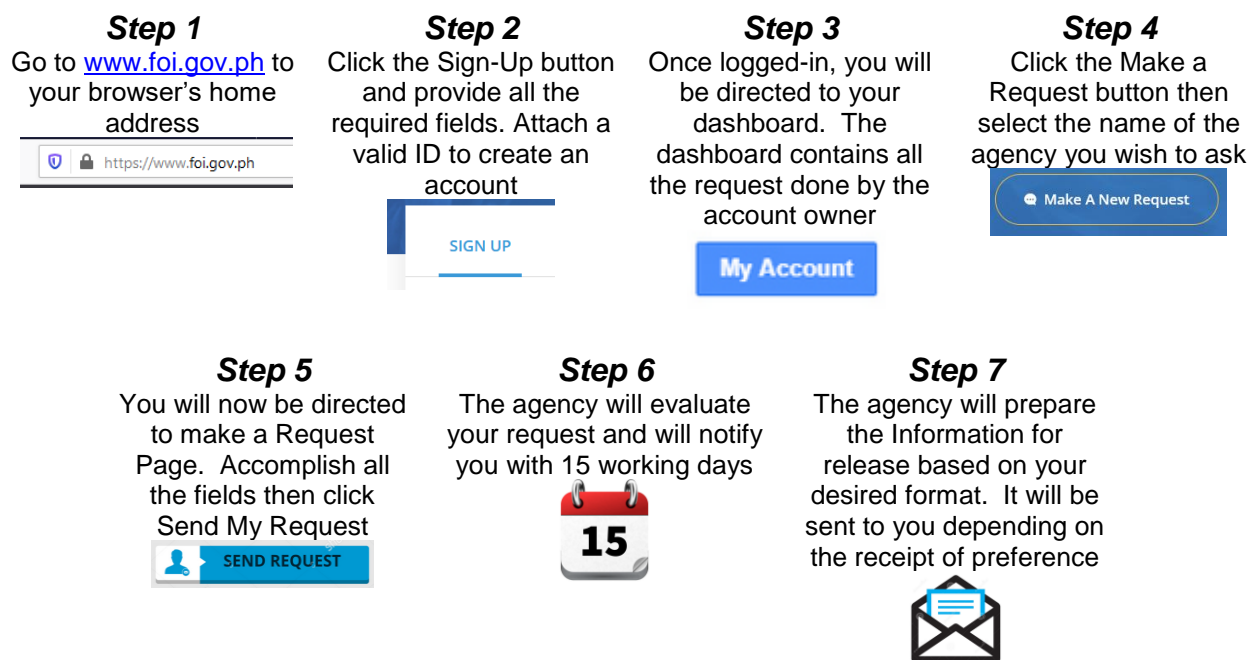 Step 1
Go to www.foi.gov.ph to
your browser's home
address
https://www.foi.gov.ph
Step 2
Click the Sign-Up button
and provide all the
required fields. Attach a
valid ID to create an
account
SIGN UP
Step 3
Once logged-in, you will
be directed to your
dashboard. The
dashboard contains all
the request done by the
account owner
My Account
Step 4
Click the Make a
Request button then
select the name of the
agency you wish to ask
Make A New Request
Step 5
You will now be directed
to make a Request
Page. Accomplish all
the fields then click
Send My Request
SEND REQUEST
Step 6
The agency will evaluate
your request and will notify
you with 15 working days
15
Step 7
The agency will prepare
the Information for
release based on your
desired format. It will be
sent to you depending on
the receipt of preference